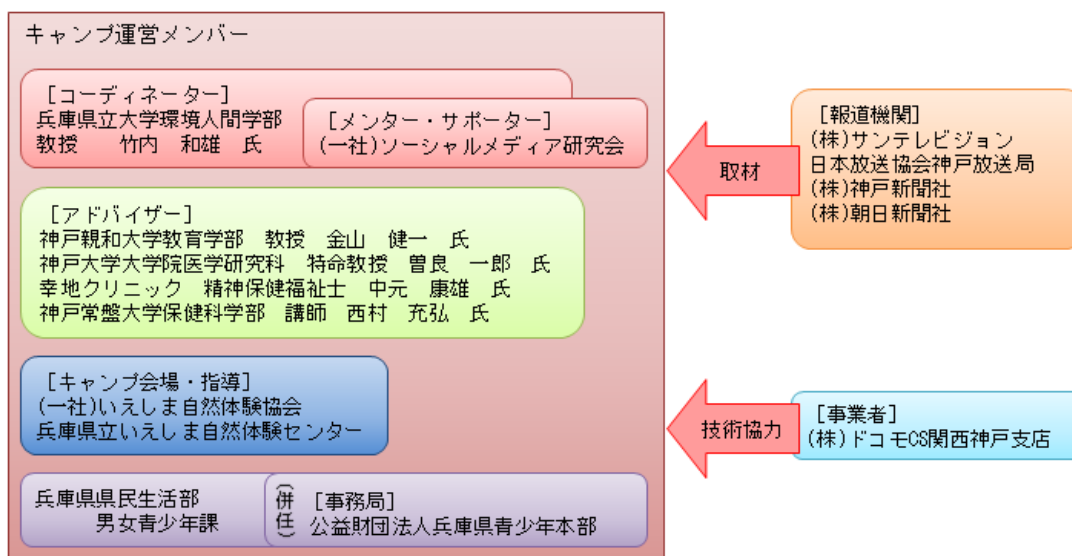 キャンプ運営メンバー
［コーディネーター］
兵庫県立大学環境人間学部
教授　　竹内　和雄　氏
［メンター・サポーター］
(一社)ソーシャルメディア研究会
［アドバイザー］
神戸親和大学教育学部　教授　金山　健一　氏
神戸大学大学院医学研究科　特命教授　曽良　一郎　氏
幸地クリニック　精神保健福祉士　中元　康雄　氏
神戸常盤大学保健科学部　講師　西村　充弘　氏
［キャンプ会場・指導］
(一社)いえしま自然体験協会
兵庫県立いえしま自然体験センター
兵庫県県民生活部
男女青少年課
(併任)
［事務局］
公益財団法人兵庫県青少年本部
取材
［報道機関］
(株)サンテレビジョン
日本放送協会神戸放送局
(株)神戸新聞社
(株)朝日新聞社
技術協力
［事業者］
(株)ドコモCS関西神戸支店